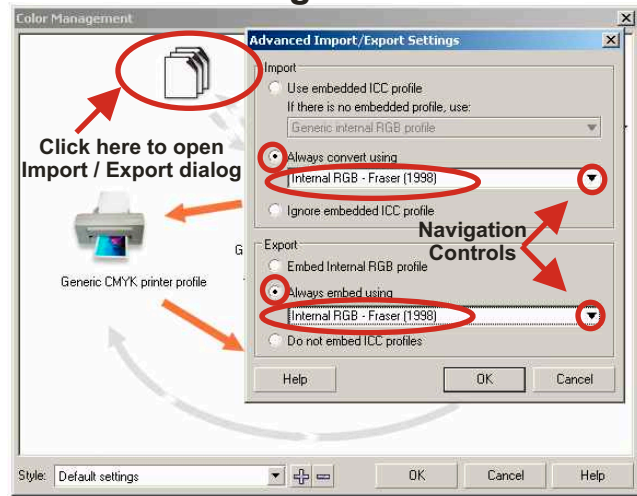 Color Management
Advanced Import/Export Settings
Import
Use embedded ICC profile
If there is no embedded profile, use:
Generic internal RGB profile
Click here to open
Import / Export dialog
Always convert using
Internal RGB - Fraser (1998)
Ignore embedded ICC profile
Navigation
Controls
Export
G
Embed Internal RGB profile
Generic CMYK printer profile
Always embed using
Internal RGB - Fraser (1998)
Do not embed ICC profiles
Help OK Cancel
Style: Default settings OK Cancel Help